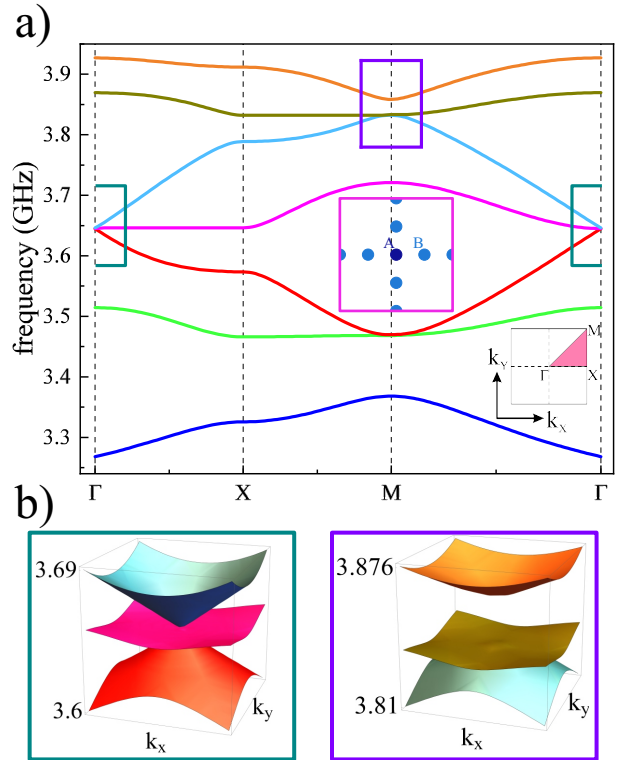 a)
frequency (GHz)
3.9
3.8
3.7
3.6
3.5
3.4
3.3
A B
M
k_Y
Γ X
k_X
Γ X M Γ
b)
3.69
3.6
k_x
k_y
3.876
3.81
k_x
k_y